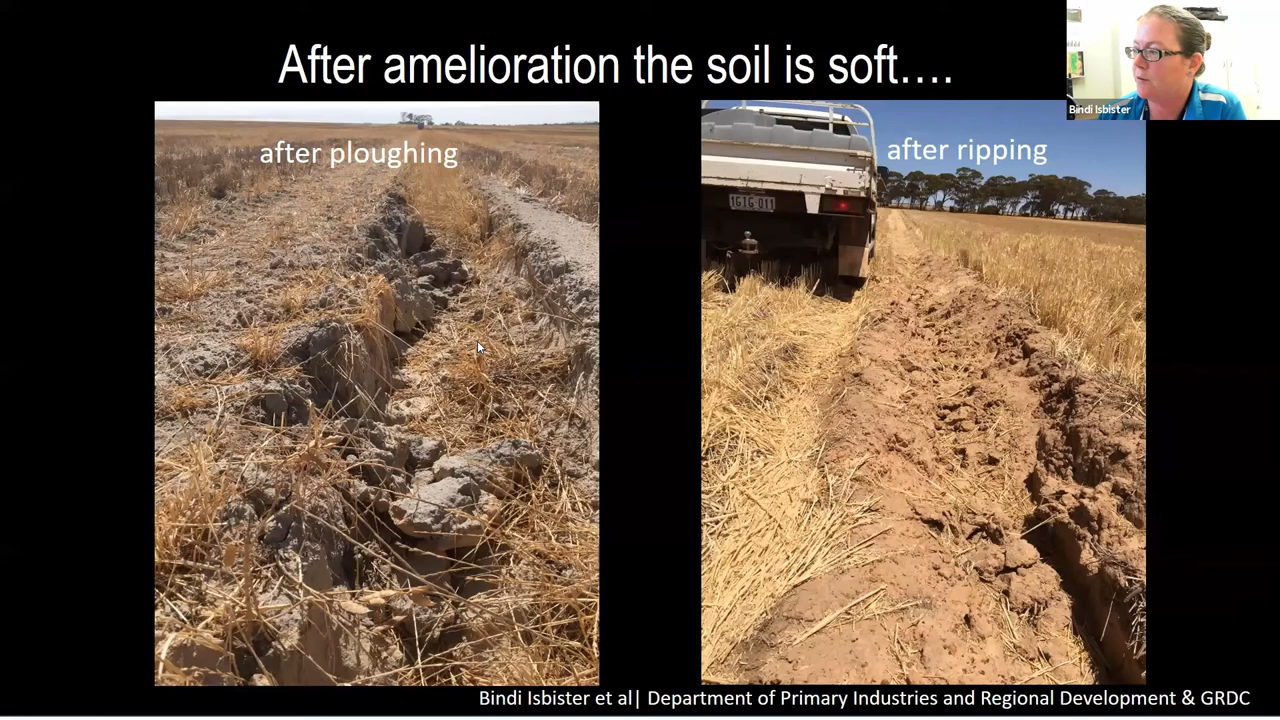 After amelioration the soil is soft….
Bindi Isbister
after ploughing
after ripping
1GIG 011
Bindi Isbister et al| Department of Primary Industries and Regional Development & GRDC